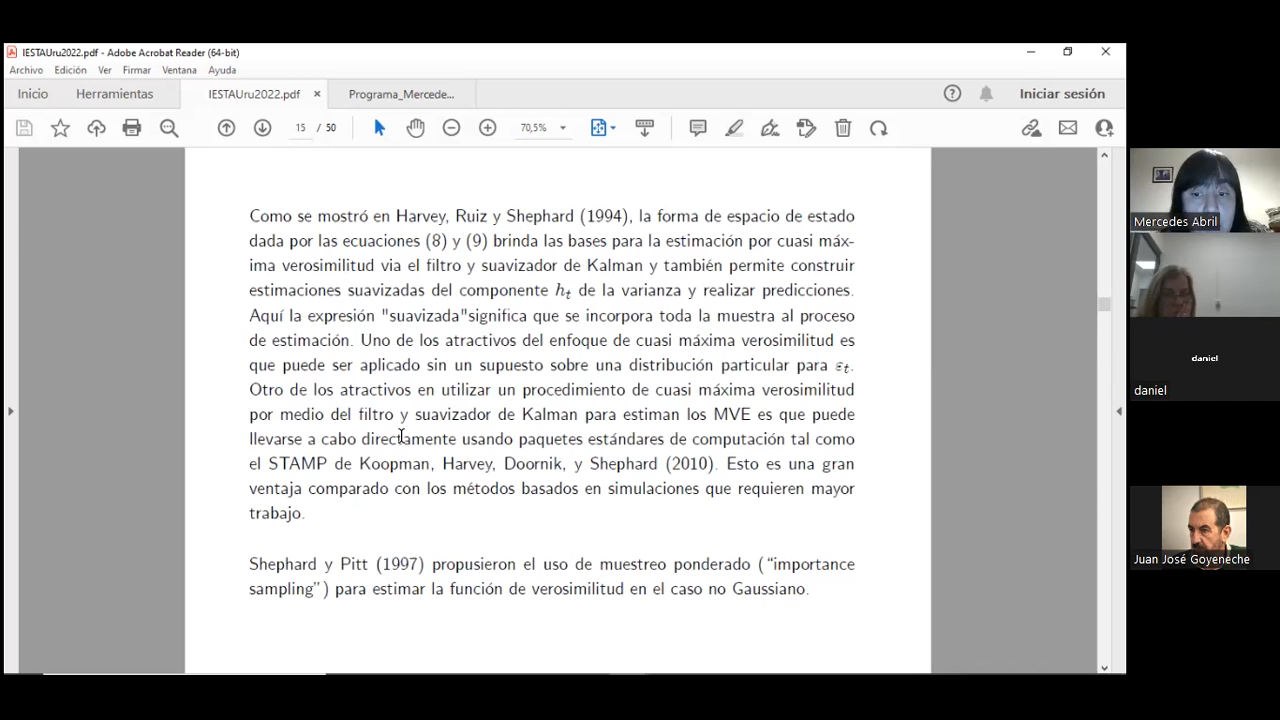 IESTAUru2022.pdf - Adobe Acrobat Reader (64-bit)
Archivo Edición Ver Firmar Ventana Ayuda
Inicio Herramientas IESTAUru2022.pdf × Programa_Mercede... Iniciar sesión
15 / 50 70,5%
Como se mostró en Harvey, Ruiz y Shephard (1994), la forma de espacio de estado
dada por las ecuaciones (8) y (9) brinda las bases para la estimación por cuasi máx-
ima verosimilitud via el filtro y suavizador de Kalman y también permite construir
estimaciones suavizadas del componente hₜ de la varianza y realizar predicciones.
Aquí la expresión "suavizada"significa que se incorpora toda la muestra al proceso
de estimación. Uno de los atractivos del enfoque de cuasi máxima verosimilitud es
que puede ser aplicado sin un supuesto sobre una distribución particular para εₜ.
Otro de los atractivos en utilizar un procedimiento de cuasi máxima verosimilitud
por medio del filtro y suavizador de Kalman para estiman los MVE es que puede
llevarse a cabo directamente usando paquetes estándares de computación tal como
el STAMP de Koopman, Harvey, Doornik, y Shephard (2010). Esto es una gran
ventaja comparado con los métodos basados en simulaciones que requieren mayor
trabajo.
Shephard y Pitt (1997) propusieron el uso de muestreo ponderado (“importance
sampling”) para estimar la función de verosimilitud en el caso no Gaussiano.
Mercedes Abril
daniel
daniel
Juan José Goyeneche